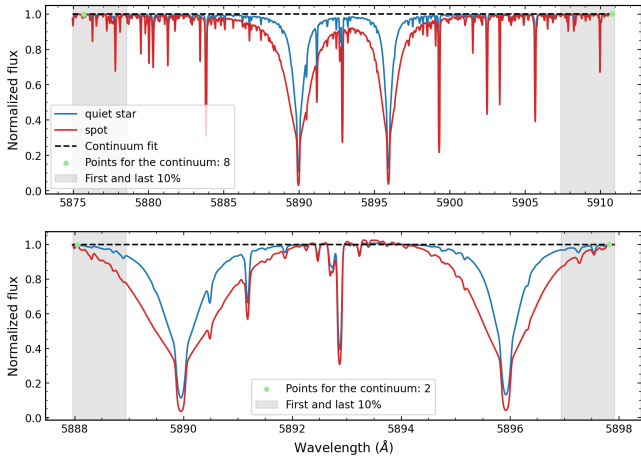 1.0
0.8
0.6
0.4
0.2
0.0
Normalized flux
quiet star
spot
Continuum fit
Points for the continuum: 8
First and last 10%
5875 5880 5885 5890 5895 5900 5905 5910
1.0
0.8
0.6
0.4
0.2
0.0
Normalized flux
Points for the continuum: 2
First and last 10%
5888 5890 5892 5894 5896 5898
Wavelength (Å)